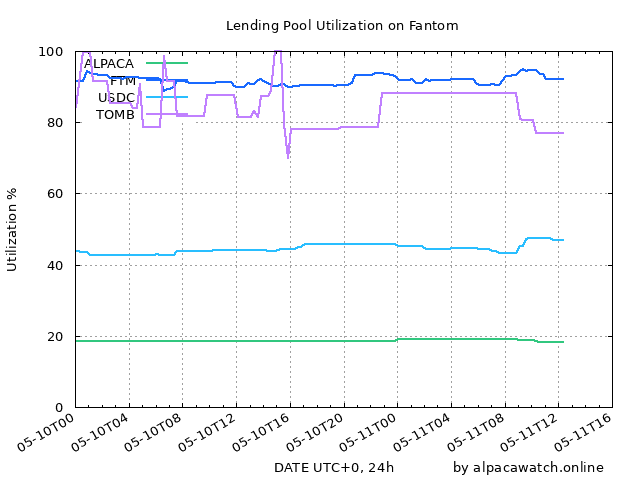 Lending Pool Utilization on Fantom
100
80
60
40
20
0
Utilization %
ALPACA
FTM
USDC
TOMB
05-10T00
05-10T04
05-10T08
05-10T12
05-10T16
05-10T20
05-11T00
05-11T04
05-11T08
05-11T12
05-11T16
DATE UTC+0, 24h
by alpacawatch.online